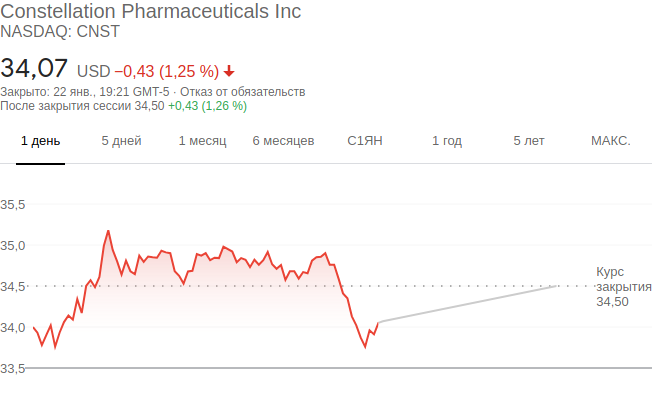 Constellation Pharmaceuticals Inc
NASDAQ: CNST
34,07 USD −0,43 (1,25 %)
Закрыто: 22 янв., 19:21 GMT-5 · Отказ от обязательств
После закрытия сессии 34,50 +0,43 (1,26 %)
1 день 5 дней 1 месяц 6 месяцев С1ЯН 1 год 5 лет МАКС.
35,5
35,0
34,5
34,0
33,5
Курс
закрытия
34,50